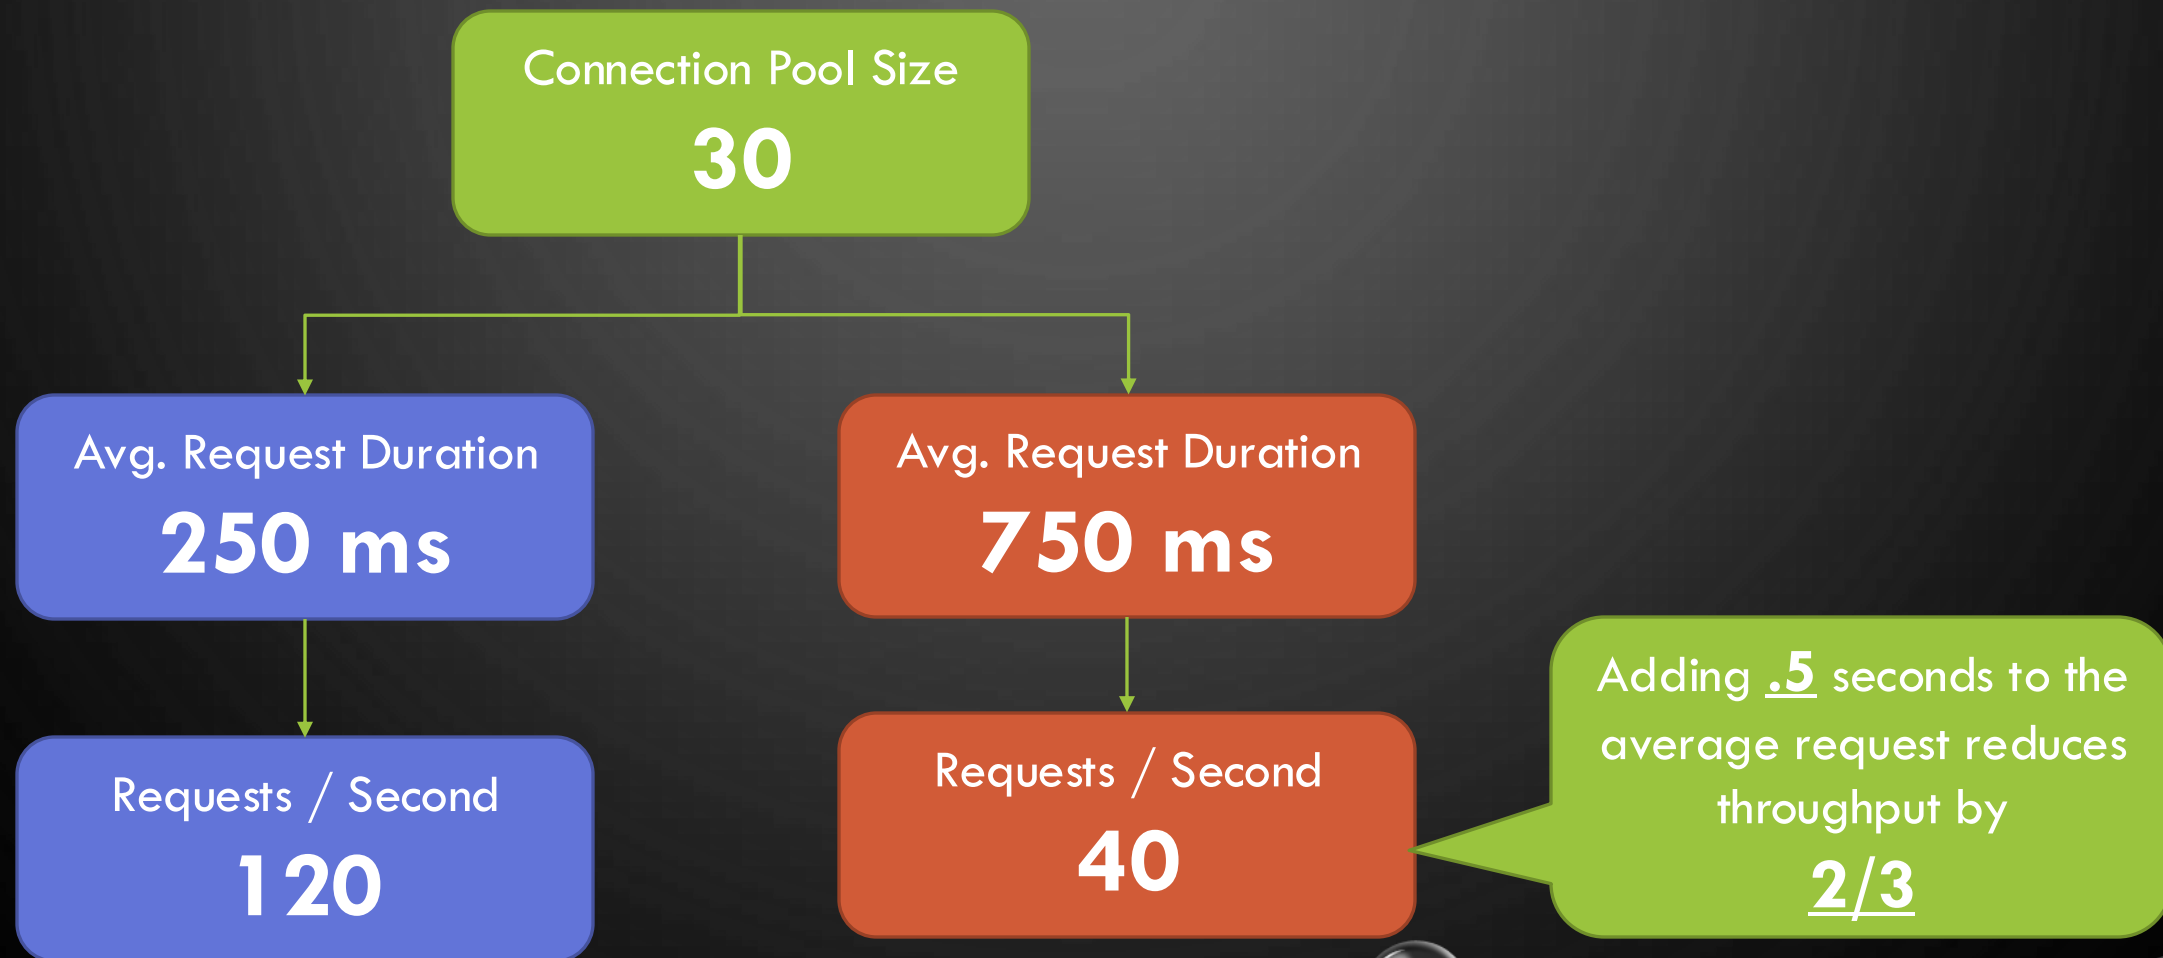 Connection Pool Size
30
Avg. Request Duration
250 ms
Avg. Request Duration
750 ms
Requests / Second
120
Requests / Second
40
Adding .5 seconds to the
average request reduces
throughput by
2/3